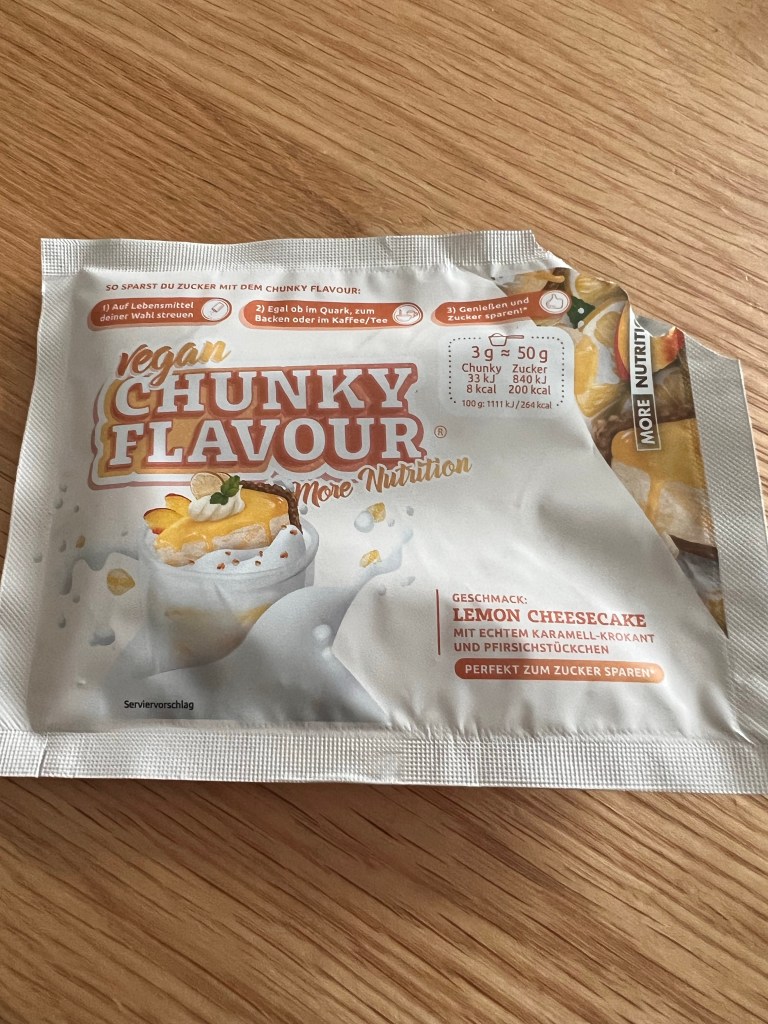 SO SPARST DU ZUCKER MIT DEM CHUNKY FLAVOUR:
1) Auf Lebensmittel
deiner Wahl streuen
2) Egal ob im Quark, zum
Backen oder im Kaffee/Tee
3) Genießen und
Zucker sparen!*
vegan
CHUNKY
FLAVOUR®
More Nutrition
3 g ≈ 50 g
Chunky Zucker
33 kJ 840 kJ
8 kcal 200 kcal
100 g: 1111 kJ / 264 kcal
MORE NUTRITI
GESCHMACK:
LEMON CHEESECAKE
MIT ECHTEM KARAMELL-KROKANT
UND PFIRSICHSTÜCKCHEN
PERFEKT ZUM ZUCKER SPAREN*
Serviervorschlag